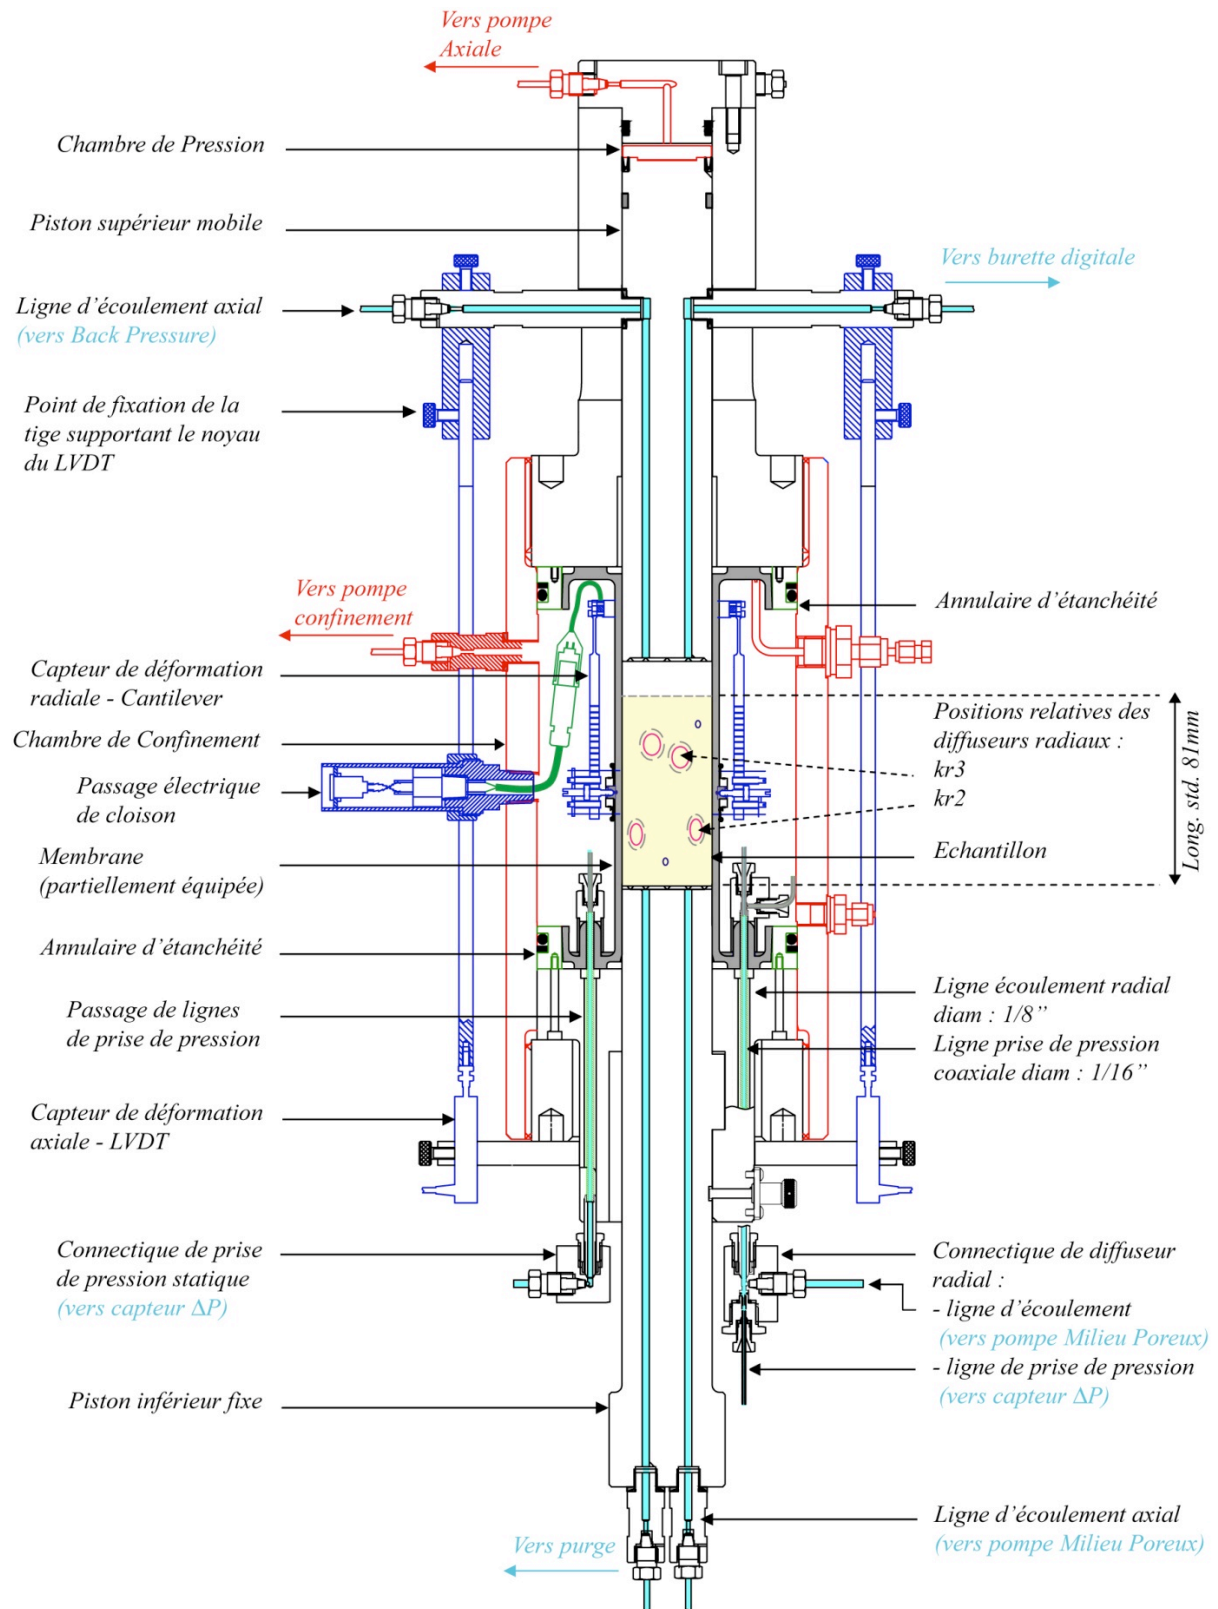 Vers pompe
Axiale
Chambre de Pression
Piston supérieur mobile
Vers burette digitale
Ligne d'écoulement axial
(vers Back Pressure)
Point de fixation de la
tige supportant le noyau
du LVDT
Vers pompe
confinement
Annulaire d'étanchéité
Capteur de déformation
radiale - Cantilever
Chambre de Confinement
Passage électrique
de cloison
Membrane
(partiellement équipée)
Annulaire d'étanchéité
Passage de lignes
de prise de pression
Capteur de déformation
axiale - LVDT
Positions relatives des
diffuseurs radiaux :
kr3
kr2
Long. std. 81mm
Echantillon
Ligne écoulement radial
diam : 1/8”
Ligne prise de pression
coaxiale diam : 1/16”
Connectique de prise
de pression statique
(vers capteur ΔP)
Connectique de diffuseur
radial :
- ligne d'écoulement
(vers pompe Milieu Poreux)
- ligne de prise de pression
(vers capteur ΔP)
Piston inférieur fixe
Ligne d'écoulement axial
(vers pompe Milieu Poreux)
Vers purge